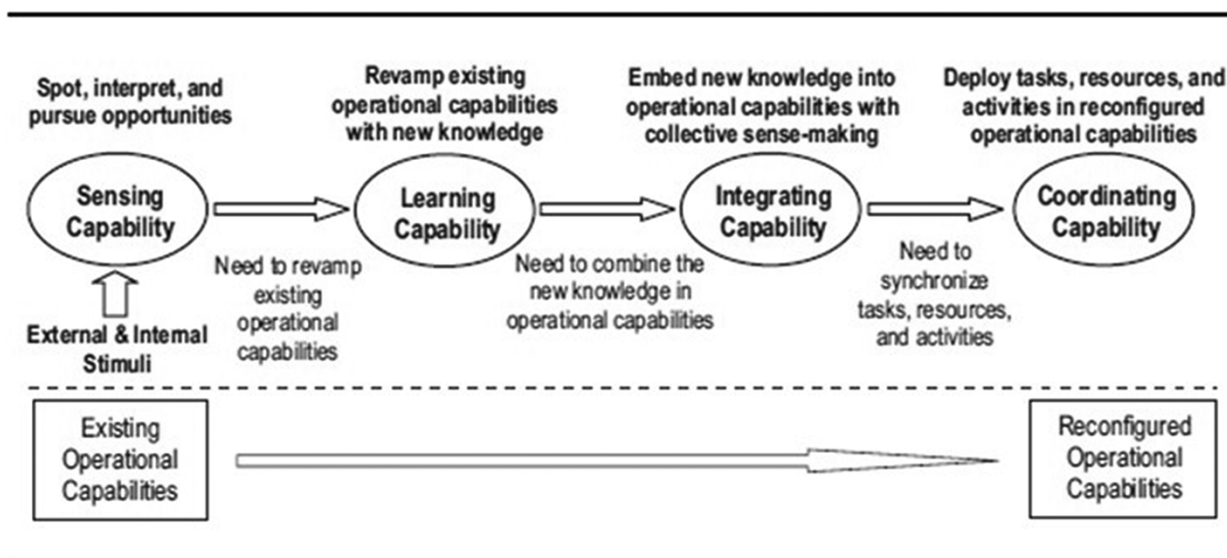 Spot, interpret, and
pursue opportunities
Revamp existing
operational capabilities
with new knowledge
Embed new knowledge into
operational capabilities with
collective sense-making
Deploy tasks, resources, and
activities in reconfigured
operational capabilities
Sensing
Capability
Learning
Capability
Integrating
Capability
Coordinating
Capability
Need to revamp
existing
operational
capabilities
Need to combine the
new knowledge in
operational capabilities
Need to
synchronize
tasks, resources,
and activities
External & Internal
Stimuli
Existing
Operational
Capabilities
Reconfigured
Operational
Capabilities